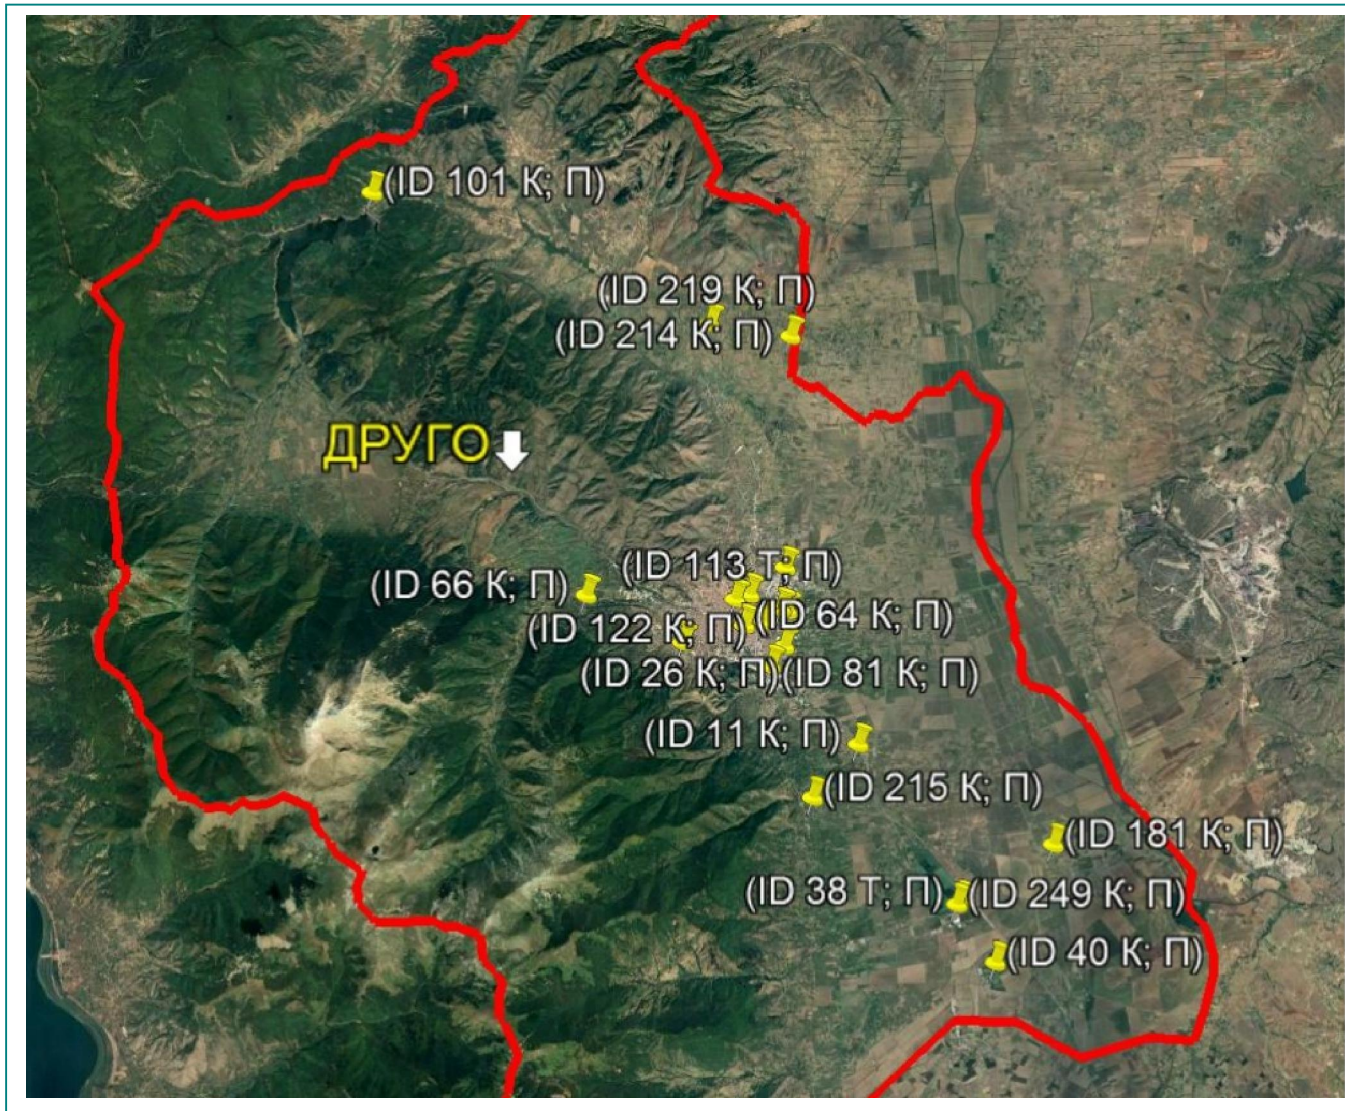 (ID 101 К; П)
(ID 219 К; П)
(ID 214 К; П)
ДРУГО
(ID 113 Т; П)
(ID 66 К; П)
(ID 64 К; П)
(ID 122 К; П)
(ID 26 К; П)
(ID 81 К; П)
(ID 11 К; П)
(ID 215 К; П)
(ID 181 К; П)
(ID 38 Т; П)
(ID 249 К; П)
(ID 40 К; П)